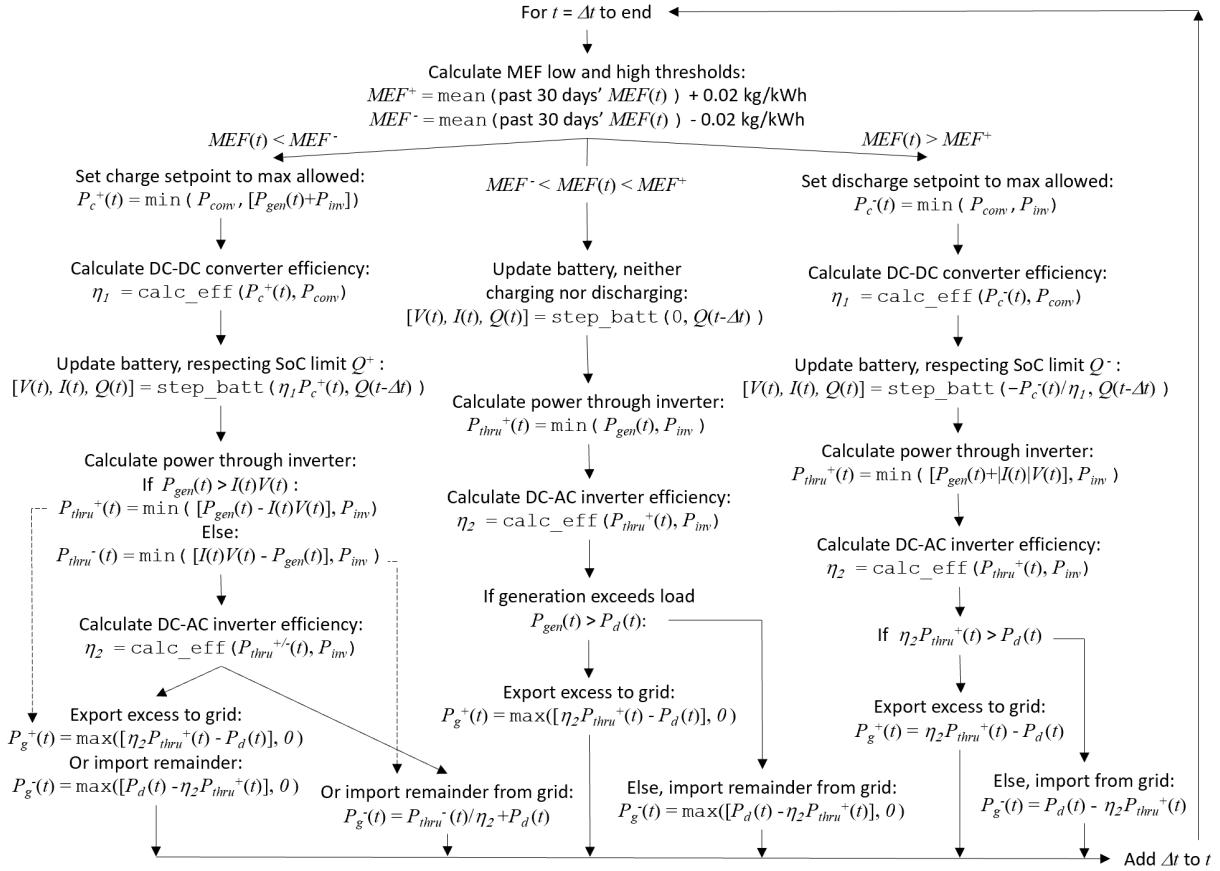 For t = Δt to end
Calculate MEF low and high thresholds:
MEF⁺ = mean(past 30 days' MEF(t) ) + 0.02 kg/kWh
MEF⁻ = mean(past 30 days' MEF(t) ) - 0.02 kg/kWh
MEF(t) < MEF⁻
Set charge setpoint to max allowed:
P_c⁺(t) = min( P_conv, [P_gen(t)+P_inv])
Calculate DC-DC converter efficiency:
η₁ = calc_eff(P_c⁺(t), P_conv)
Update battery, respecting SoC limit Q⁺ :
[V(t), I(t), Q(t)] = step_batt(η₁P_c⁺(t), Q(t-Δt) )
Calculate power through inverter:
If P_gen(t) > I(t)V(t) :
P_thru⁺(t) = min( [P_gen(t) - I(t)V(t)], P_inv)
Else:
P_thru⁻(t) = min( [I(t)V(t) - P_gen(t)], P_inv)
Calculate DC-AC inverter efficiency:
η₂ = calc_eff(P_thru⁺/⁻(t), P_inv)
Export excess to grid:
P_g⁺(t) = max([η₂P_thru⁺(t) - P_d(t)], 0)
Or import remainder:
P_g⁻(t) = max([P_d(t) -η₂P_thru⁺(t)], 0)
Or import remainder from grid:
P_g⁻(t) = P_thru⁻(t)/η₂+P_d(t)
MEF⁻ < MEF(t) < MEF⁺
Update battery, neither
charging nor discharging:
[V(t), I(t), Q(t)] = step_batt(0, Q(t-Δt) )
Calculate power through inverter:
P_thru⁺(t) = min( P_gen(t), P_inv )
Calculate DC-AC inverter efficiency:
η₂ = calc_eff(P_thru⁺(t), P_inv)
If generation exceeds load
P_gen(t) > P_d(t):
Export excess to grid:
P_g⁺(t) = max([η₂P_thru⁺(t) - P_d(t)], 0)
Else, import remainder from grid:
P_g⁻(t) = max([P_d(t) -η₂P_thru⁺(t)], 0)
MEF(t) > MEF⁺
Set discharge setpoint to max allowed:
P_c⁻(t) = min( P_conv, P_inv)
Calculate DC-DC converter efficiency:
η₁ = calc_eff(P_c⁻(t), P_conv)
Update battery, respecting SoC limit Q⁻ :
[V(t), I(t), Q(t)] = step_batt(−P_c⁻(t)/η₁, Q(t-Δt) )
Calculate power through inverter:
P_thru⁺(t) = min( [P_gen(t)+|I(t)|V(t)], P_inv )
Calculate DC-AC inverter efficiency:
η₂ = calc_eff(P_thru⁺(t), P_inv)
If η₂P_thru⁺(t) > P_d(t)
Export excess to grid:
P_g⁺(t) = η₂P_thru⁺(t) - P_d(t)
Else, import from grid:
P_g⁻(t) = P_d(t) - η₂P_thru⁺(t)
Add Δt to t